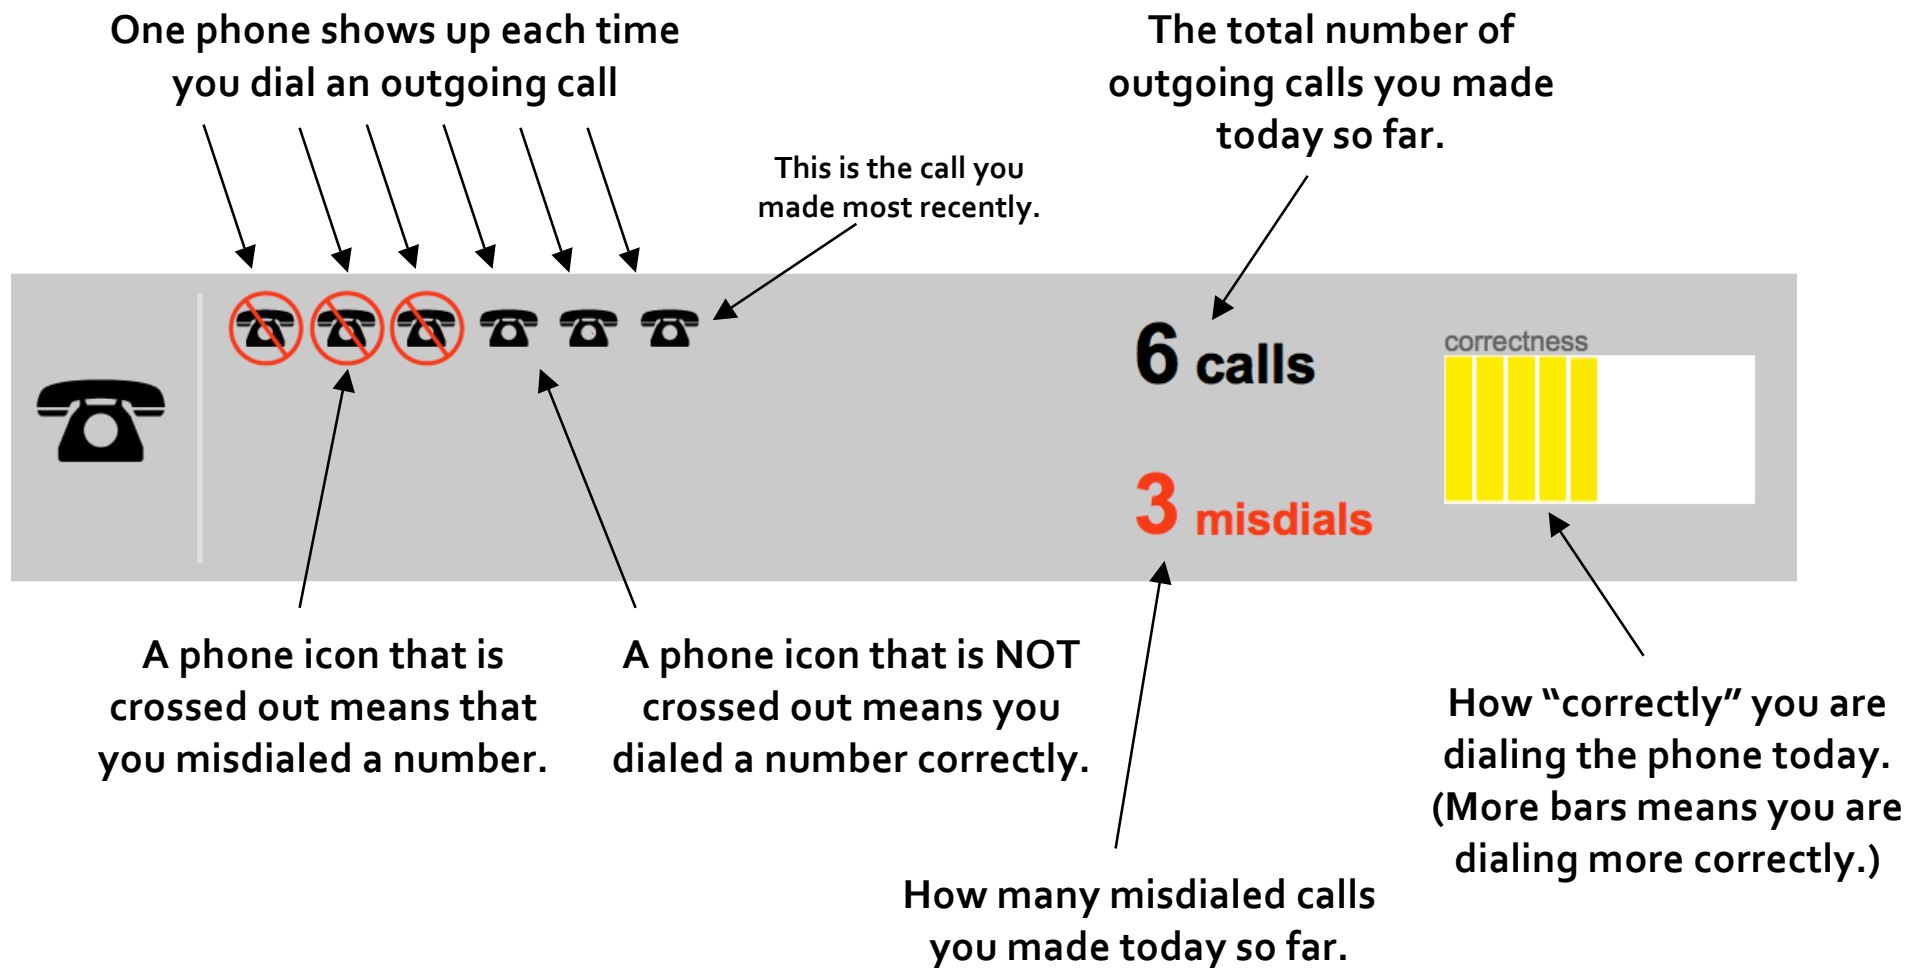 One phone shows up each time
you dial an outgoing call
The total number of
outgoing calls you made
today so far.
This is the call you
made most recently.
6 calls
correctness
3 misdials
A phone icon that is
crossed out means that
you misdialed a number.
A phone icon that is NOT
crossed out means you
dialed a number correctly.
How “correctly” you are
dialing the phone today.
(More bars means you are
dialing more correctly.)
How many misdialed calls
you made today so far.